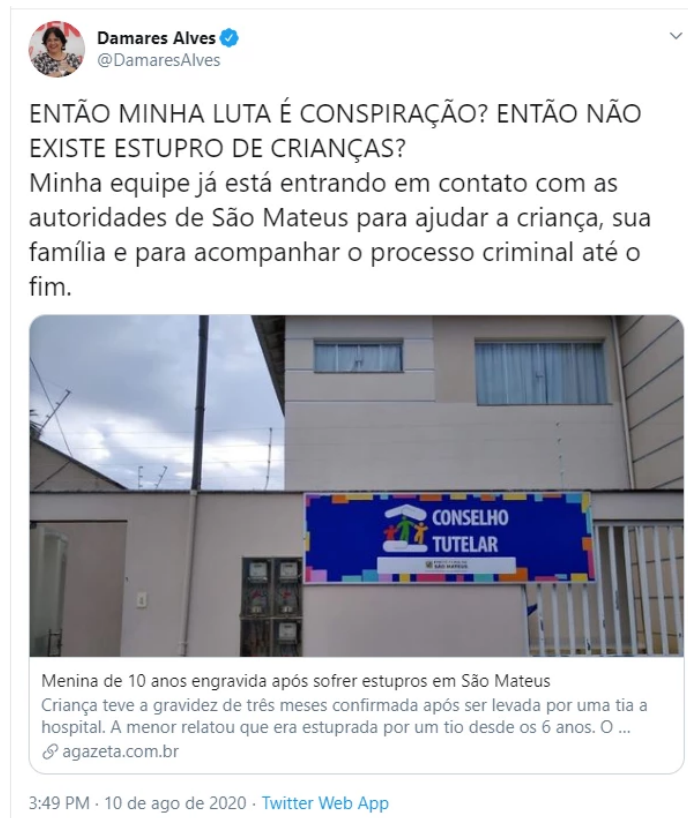 Damares Alves
@DamaresAlves
ENTÃO MINHA LUTA É CONSPIRAÇÃO? ENTÃO NÃO
EXISTE ESTUPRO DE CRIANÇAS?
Minha equipe já está entrando em contato com as
autoridades de São Mateus para ajudar a criança, sua
família e para acompanhar o processo criminal até o
fim.
CONSELHO
TUTELAR
SÃO MATEUS
Menina de 10 anos engravida após sofrer estupros em São Mateus
Criança teve a gravidez de três meses confirmada após ser levada por uma tia a
hospital. A menor relatou que era estuprada por um tio desde os 6 anos. O ...
agazeta.com.br
3:49 PM · 10 de ago de 2020 · Twitter Web App